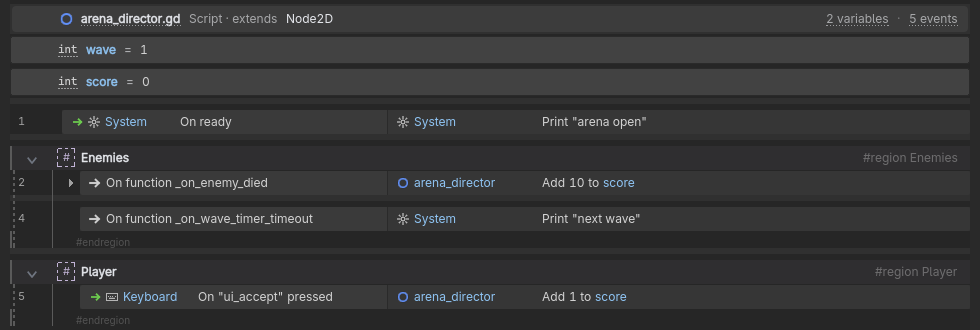 arena_director.gd Script · extends Node2D 2 variables · 5 events
int wave = 1
int score = 0
1 System On ready System Print "arena open"
# Enemies #region Enemies
2 On function _on_enemy_died arena_director Add 10 to score
4 On function _on_wave_timer_timeout System Print "next wave"
#endregion
# Player #region Player
5 Keyboard On "ui_accept" pressed arena_director Add 1 to score
#endregion